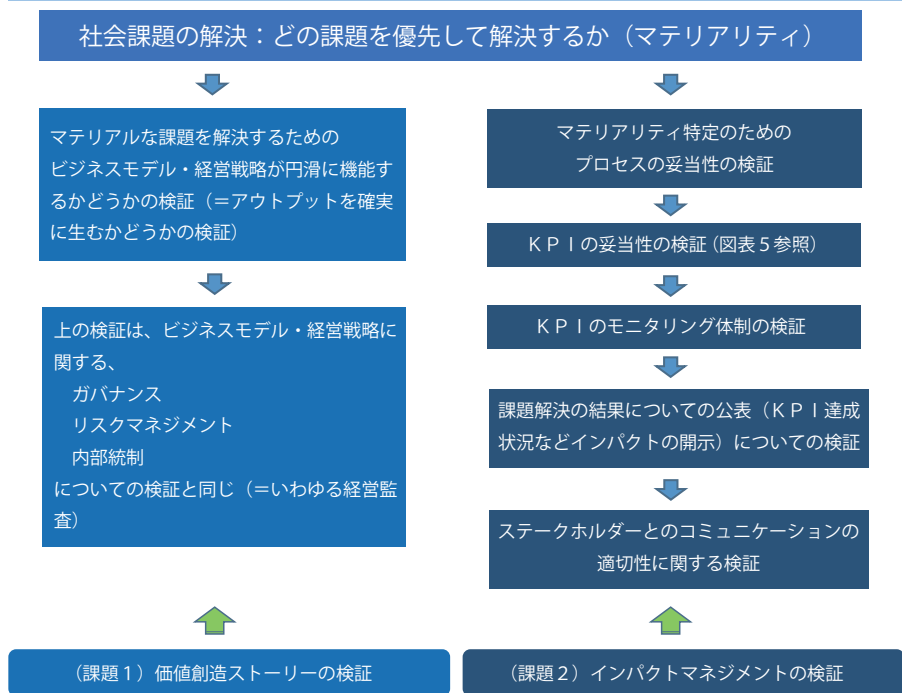 社会課題の解決：どの課題を優先して解決するか（マテリアリティ）
マテリアルな課題を解決するための
ビジネスモデル・経営戦略が円滑に機能す
るかどうかの検証（＝アウトプットを確実
に生むかどうかの検証）
上の検証は、ビジネスモデル・経営戦略に
関する、
ガバナンス
リスクマネジメント
内部統制
についての検証と同じ（＝いわゆる経営監
査）
（課題１）価値創造ストーリーの検証
マテリアリティ特定のための
プロセスの妥当性の検証
ＫＰＩの妥当性の検証（図表５参照）
ＫＰＩのモニタリング体制の検証
課題解決の結果についての公表（ＫＰＩ達成
状況などインパクトの開示）についての検証
ステークホルダーとのコミュニケーションの
適切性に関する検証
（課題２）インパクトマネジメントの検証